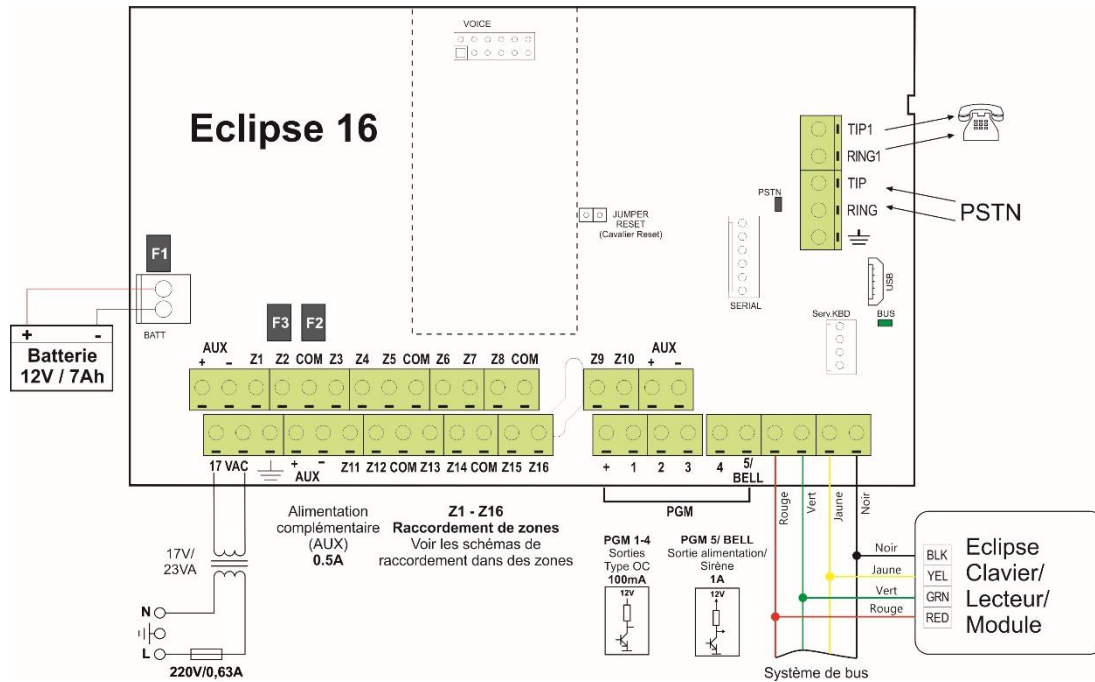 VOICE
Eclipse 16
TIP1
RING1
TIP
RING
PSTN
PSTN
JUMPER
RESET
(Cavalier Reset)
SERIAL
USB
Serv.KBD
BUS
F1
BATT
+ -
Batterie
12V / 7Ah
F3 F2
AUX
+ - Z1 Z2 COM Z3 Z4 Z5 COM Z6 Z7 Z8 COM
Z9 Z10 + -
AUX
17 VAC
+ -
AUX
Z11 Z12 COM Z13 Z14 COM Z15 Z16
+ 1 2 3 4 5/
BELL
PGM
Rouge
Vert
Jaune
Noir
17V/
23VA
N
L
220V/0,63A
Alimentation
complémentaire
(AUX)
0.5A
Z1 - Z16
Raccordement de zones
Voir les schémas de
raccordement dans des zones
PGM 1-4
Sorties
Type OC
100mA
12V
PGM 5/ BELL
Sortie alimentation/
Sirène
1A
12V
Noir
Jaune
Vert
Rouge
BLK
YEL
GRN
RED
Eclipse
Clavier/
Lecteur/
Module
Système de bus